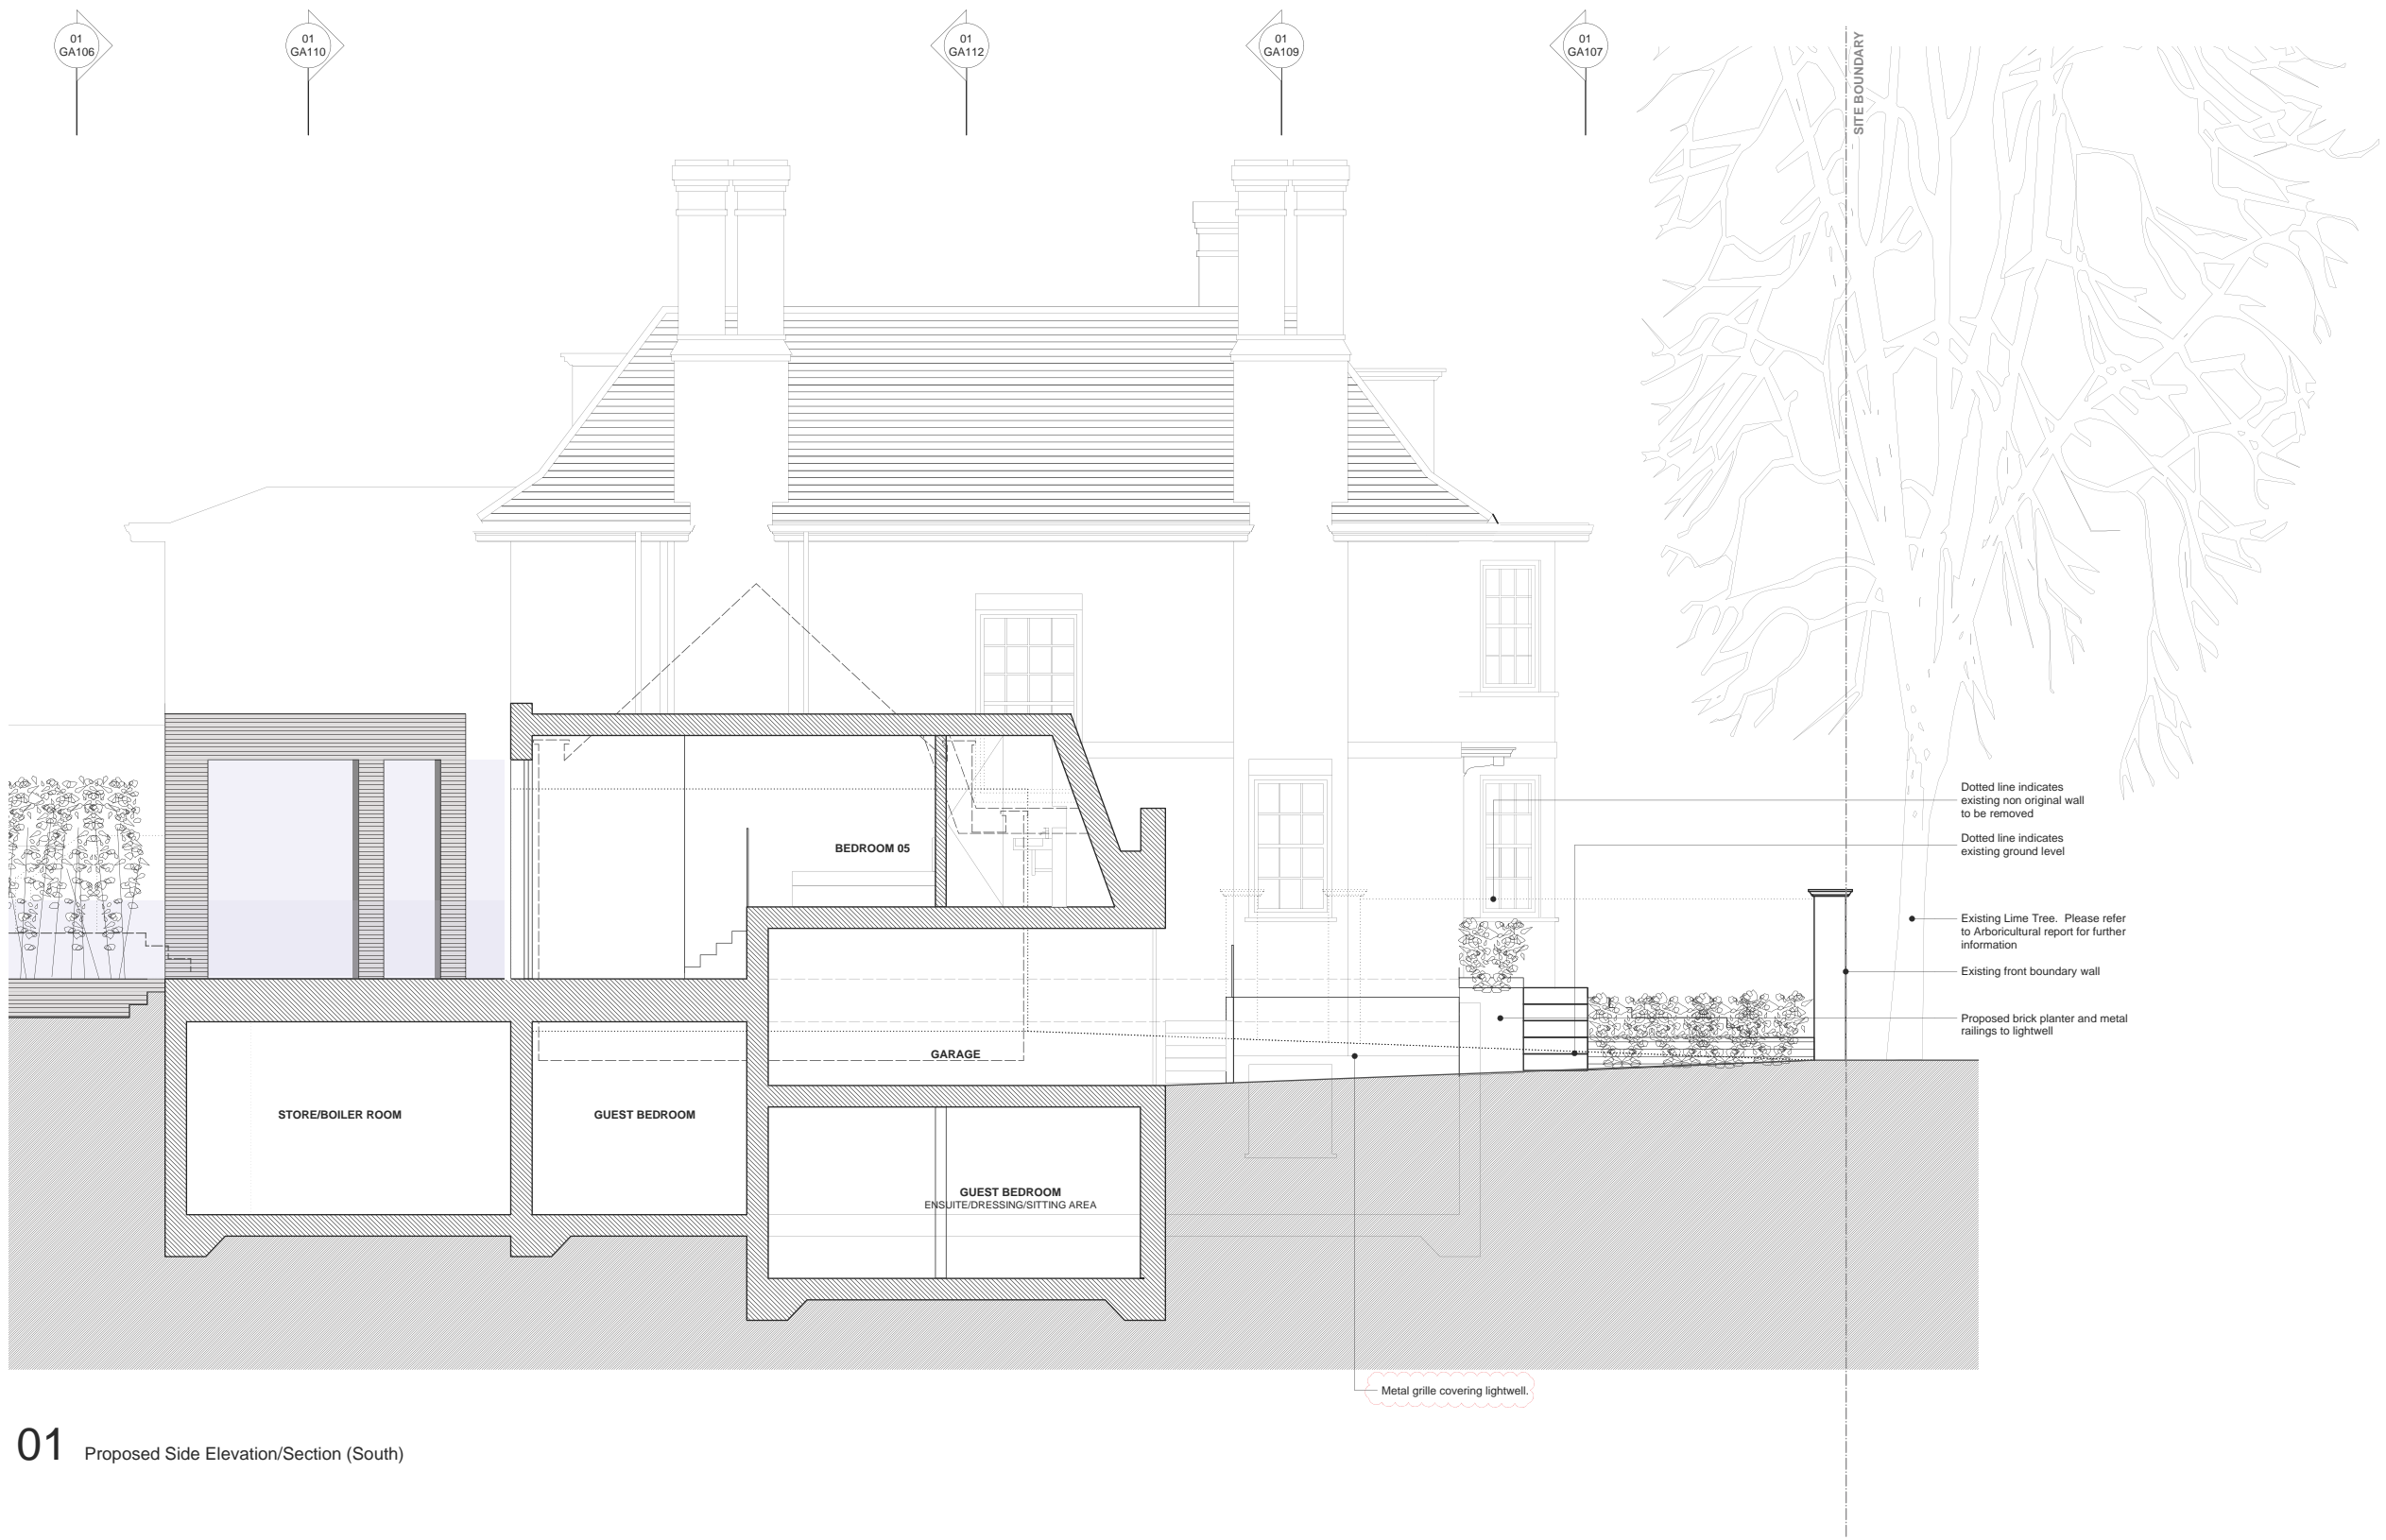 01
GA106
01
GA110
01
GA112
01
GA109
01
GA107
SITE BOUNDARY
Dotted line indicates
existing non original wall
to be removed
Dotted line indicates
existing ground level
BEDROOM 05
Existing Lime Tree. Please refer
to Arboricultural report for further
information
Existing front boundary wall
Proposed brick planter and metal
railings to lightwell
GARAGE
STORE/BOILER ROOM
GUEST BEDROOM
GUEST BEDROOM
ENSUITE/DRESSING/SITTING AREA
Metal grille covering lightwell.
01 Proposed Side Elevation/Section (South)